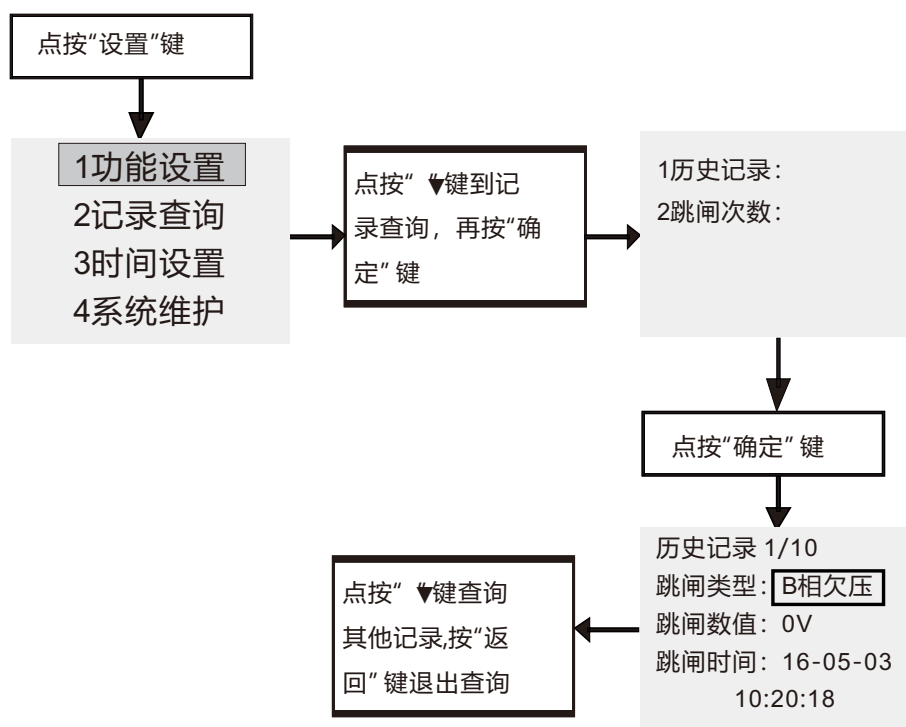 点按“设置”键
1功能设置
2记录查询
3时间设置
4系统维护
点按“▼”键到记
录查询，再按“确
定” 键
1历史记录：
2跳闸次数：
点按“确定” 键
历史记录 1/10
跳闸类型：B相欠压
跳闸数值：0V
跳闸时间：16-05-03
10:20:18
点按“▼”键查询
其他记录,按“返
回” 键退出查询